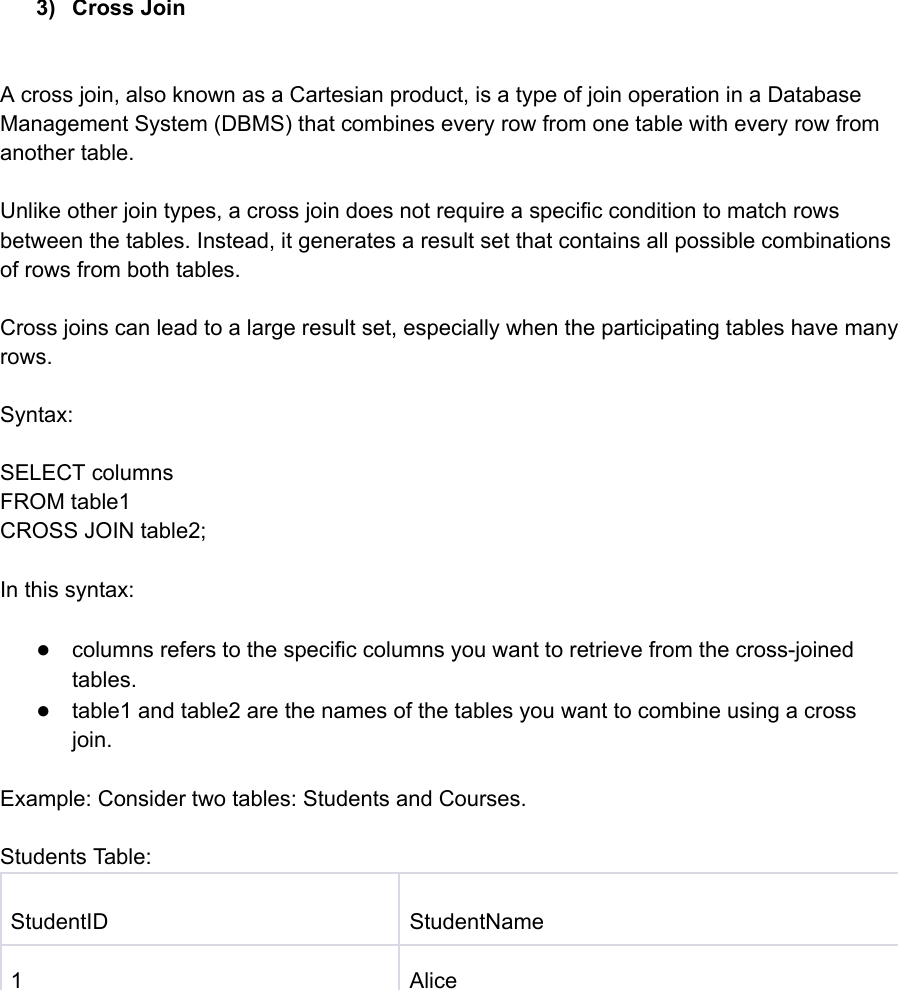 3) Cross Join
A cross join, also known as a Cartesian product, is a type of join operation in a Database
Management System (DBMS) that combines every row from one table with every row from
another table.
Unlike other join types, a cross join does not require a specific condition to match rows
between the tables. Instead, it generates a result set that contains all possible combinations
of rows from both tables.
Cross joins can lead to a large result set, especially when the participating tables have many
rows.
Syntax:
SELECT columns
FROM table1
CROSS JOIN table2;
In this syntax:
● columns refers to the specific columns you want to retrieve from the cross-joined
tables.
● table1 and table2 are the names of the tables you want to combine using a cross
join.
Example: Consider two tables: Students and Courses.
Students Table:
StudentID StudentName
1 Alice